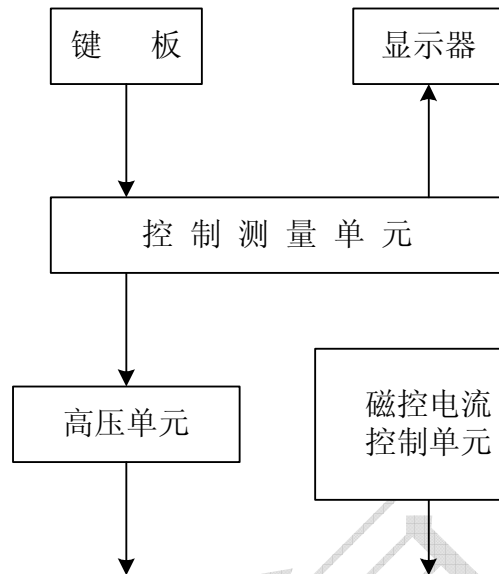 键 板
显示器
控 制 测 量 单 元
高压单元
磁控电流
控制单元